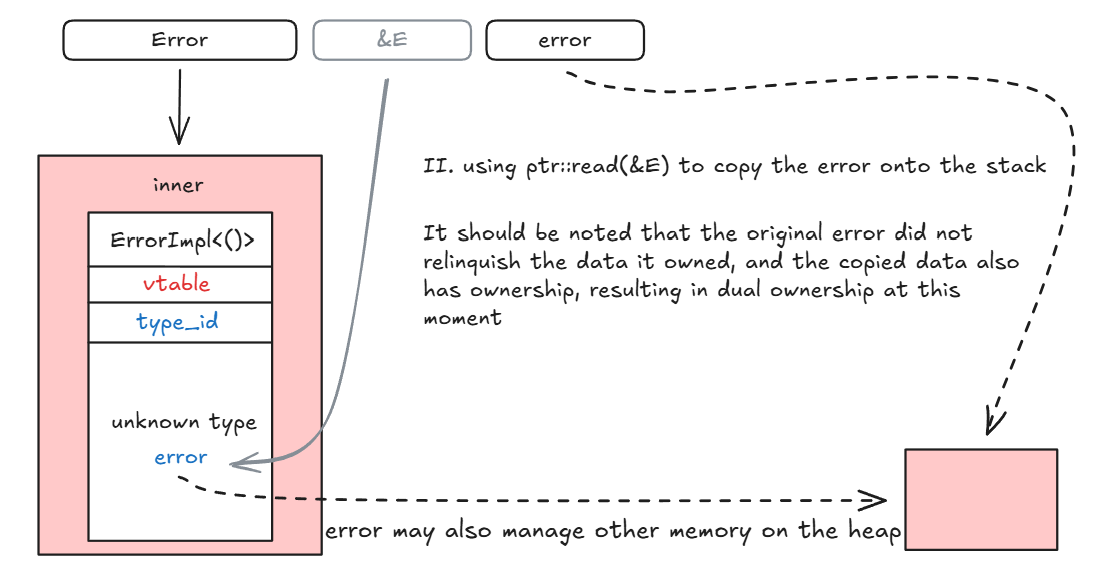 Error
&E
error
II. using ptr::read(&E) to copy the error onto the stack
inner
ErrorImpl<()>
vtable
type_id
It should be noted that the original error did not
relinquish the data it owned, and the copied data also
has ownership, resulting in dual ownership at this
moment
unknown type
error
error may also manage other memory on the heap